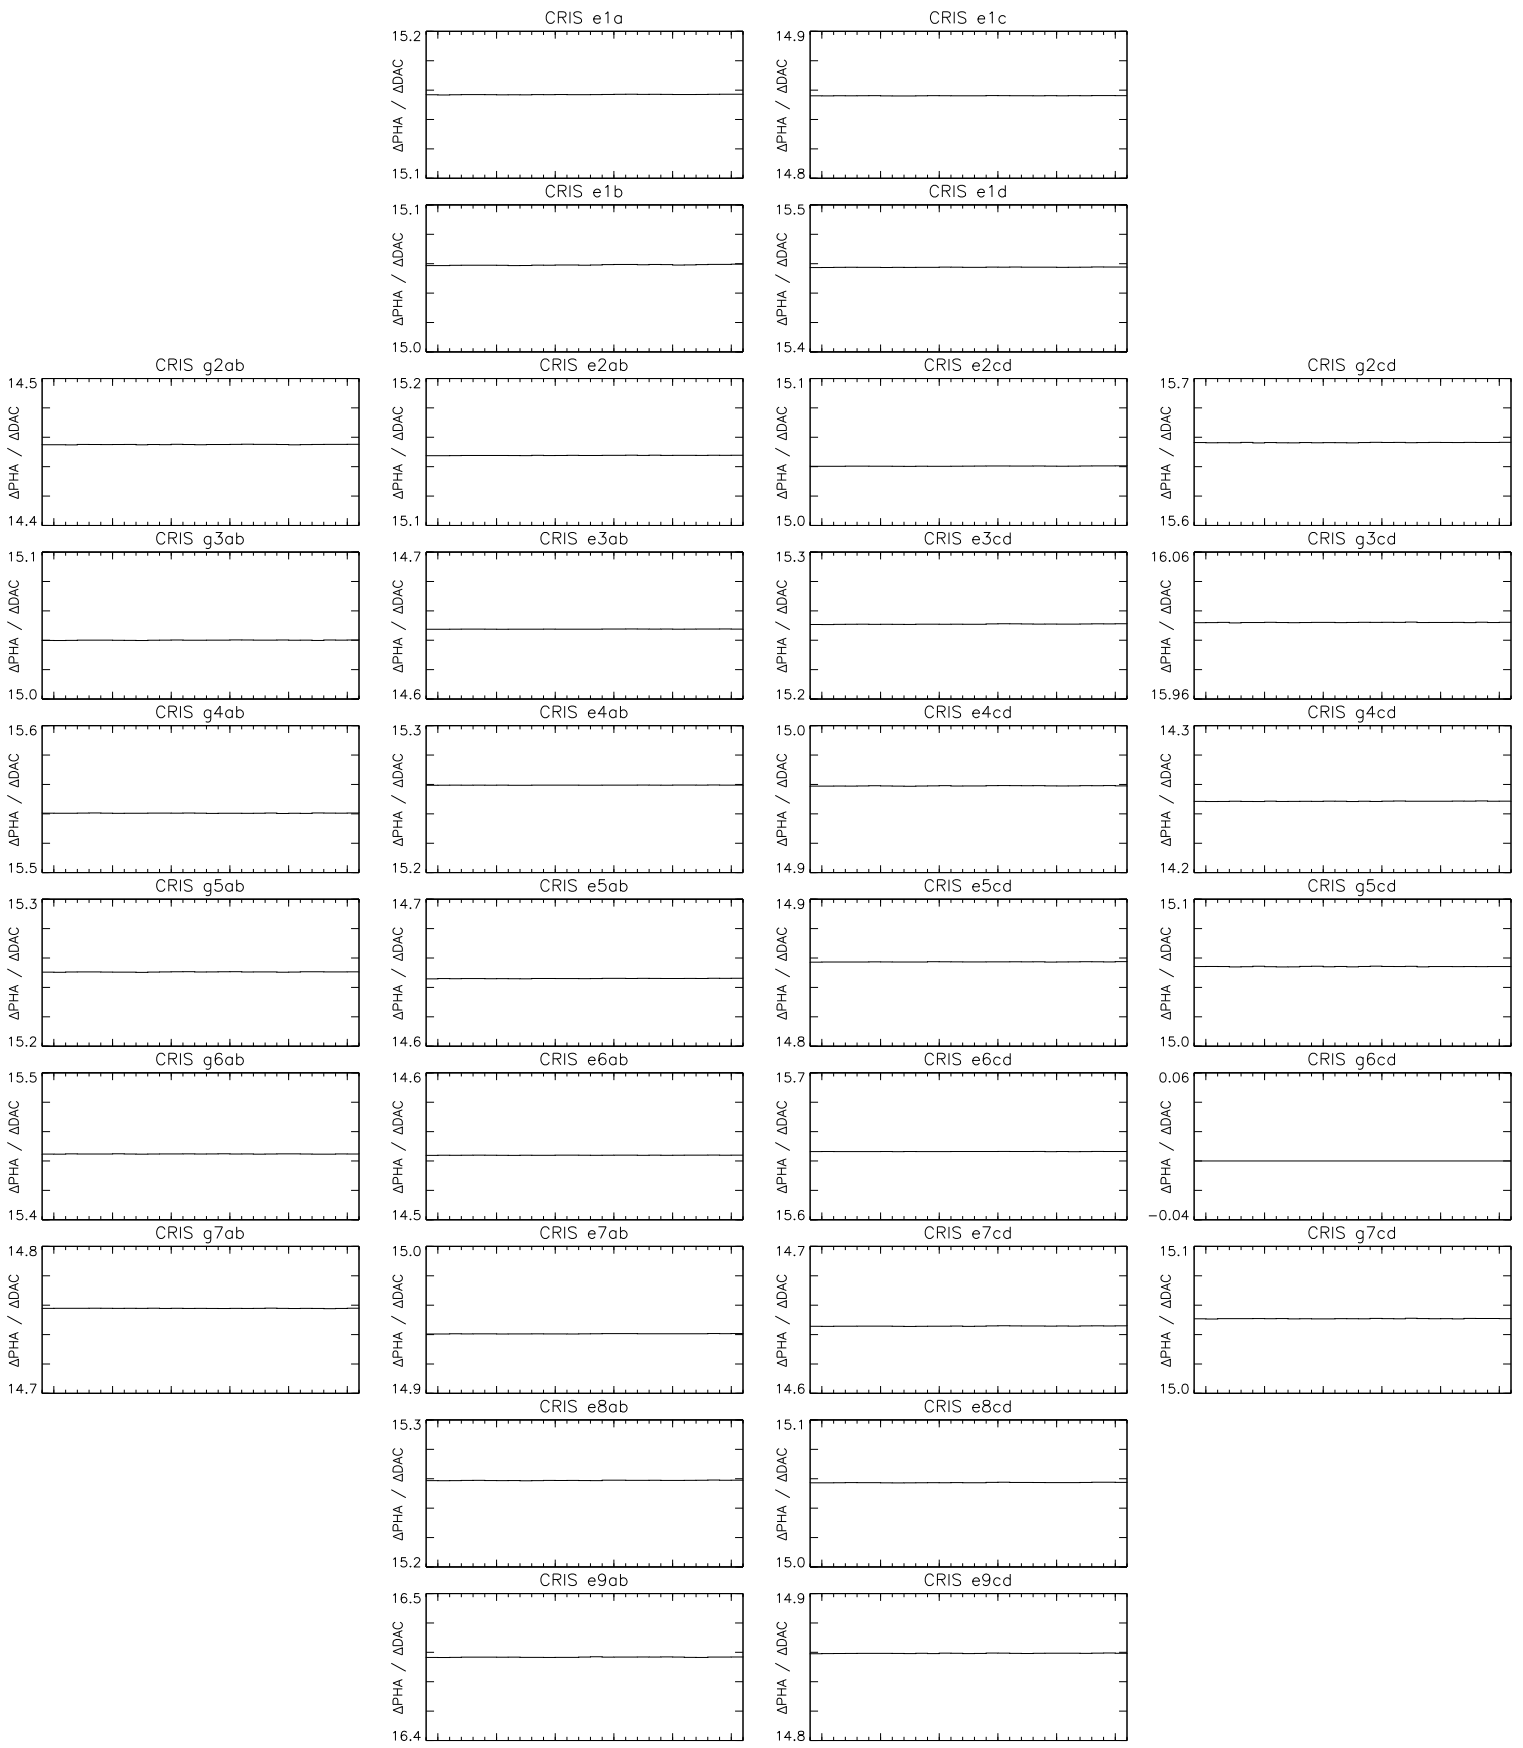 CRIS e1a
CRIS e1c
15.2
ΔPHA / ΔDAC
15.1
14.9
ΔPHA / ΔDAC
14.8
CRIS e1b
CRIS e1d
15.1
ΔPHA / ΔDAC
15.0
15.5
ΔPHA / ΔDAC
15.4
CRIS g2ab
CRIS e2ab
CRIS e2cd
CRIS g2cd
14.5
ΔPHA / ΔDAC
14.4
15.2
ΔPHA / ΔDAC
15.1
15.1
ΔPHA / ΔDAC
15.0
15.7
ΔPHA / ΔDAC
15.6
CRIS g3ab
CRIS e3ab
CRIS e3cd
CRIS g3cd
15.1
ΔPHA / ΔDAC
15.0
14.7
ΔPHA / ΔDAC
14.6
15.3
ΔPHA / ΔDAC
15.2
16.06
ΔPHA / ΔDAC
15.96
CRIS g4ab
CRIS e4ab
CRIS e4cd
CRIS g4cd
15.6
ΔPHA / ΔDAC
15.5
15.3
ΔPHA / ΔDAC
15.2
15.0
ΔPHA / ΔDAC
14.9
14.3
ΔPHA / ΔDAC
14.2
CRIS g5ab
CRIS e5ab
CRIS e5cd
CRIS g5cd
15.3
ΔPHA / ΔDAC
15.2
14.7
ΔPHA / ΔDAC
14.6
14.9
ΔPHA / ΔDAC
14.8
15.1
ΔPHA / ΔDAC
15.0
CRIS g6ab
CRIS e6ab
CRIS e6cd
CRIS g6cd
15.5
ΔPHA / ΔDAC
15.4
14.6
ΔPHA / ΔDAC
14.5
15.7
ΔPHA / ΔDAC
15.6
0.06
ΔPHA / ΔDAC
−0.04
CRIS g7ab
CRIS e7ab
CRIS e7cd
CRIS g7cd
14.8
ΔPHA / ΔDAC
14.7
15.0
ΔPHA / ΔDAC
14.9
14.7
ΔPHA / ΔDAC
14.6
15.1
ΔPHA / ΔDAC
15.0
CRIS e8ab
CRIS e8cd
15.3
ΔPHA / ΔDAC
15.2
15.1
ΔPHA / ΔDAC
15.0
CRIS e9ab
CRIS e9cd
16.5
ΔPHA / ΔDAC
16.4
14.9
ΔPHA / ΔDAC
14.8